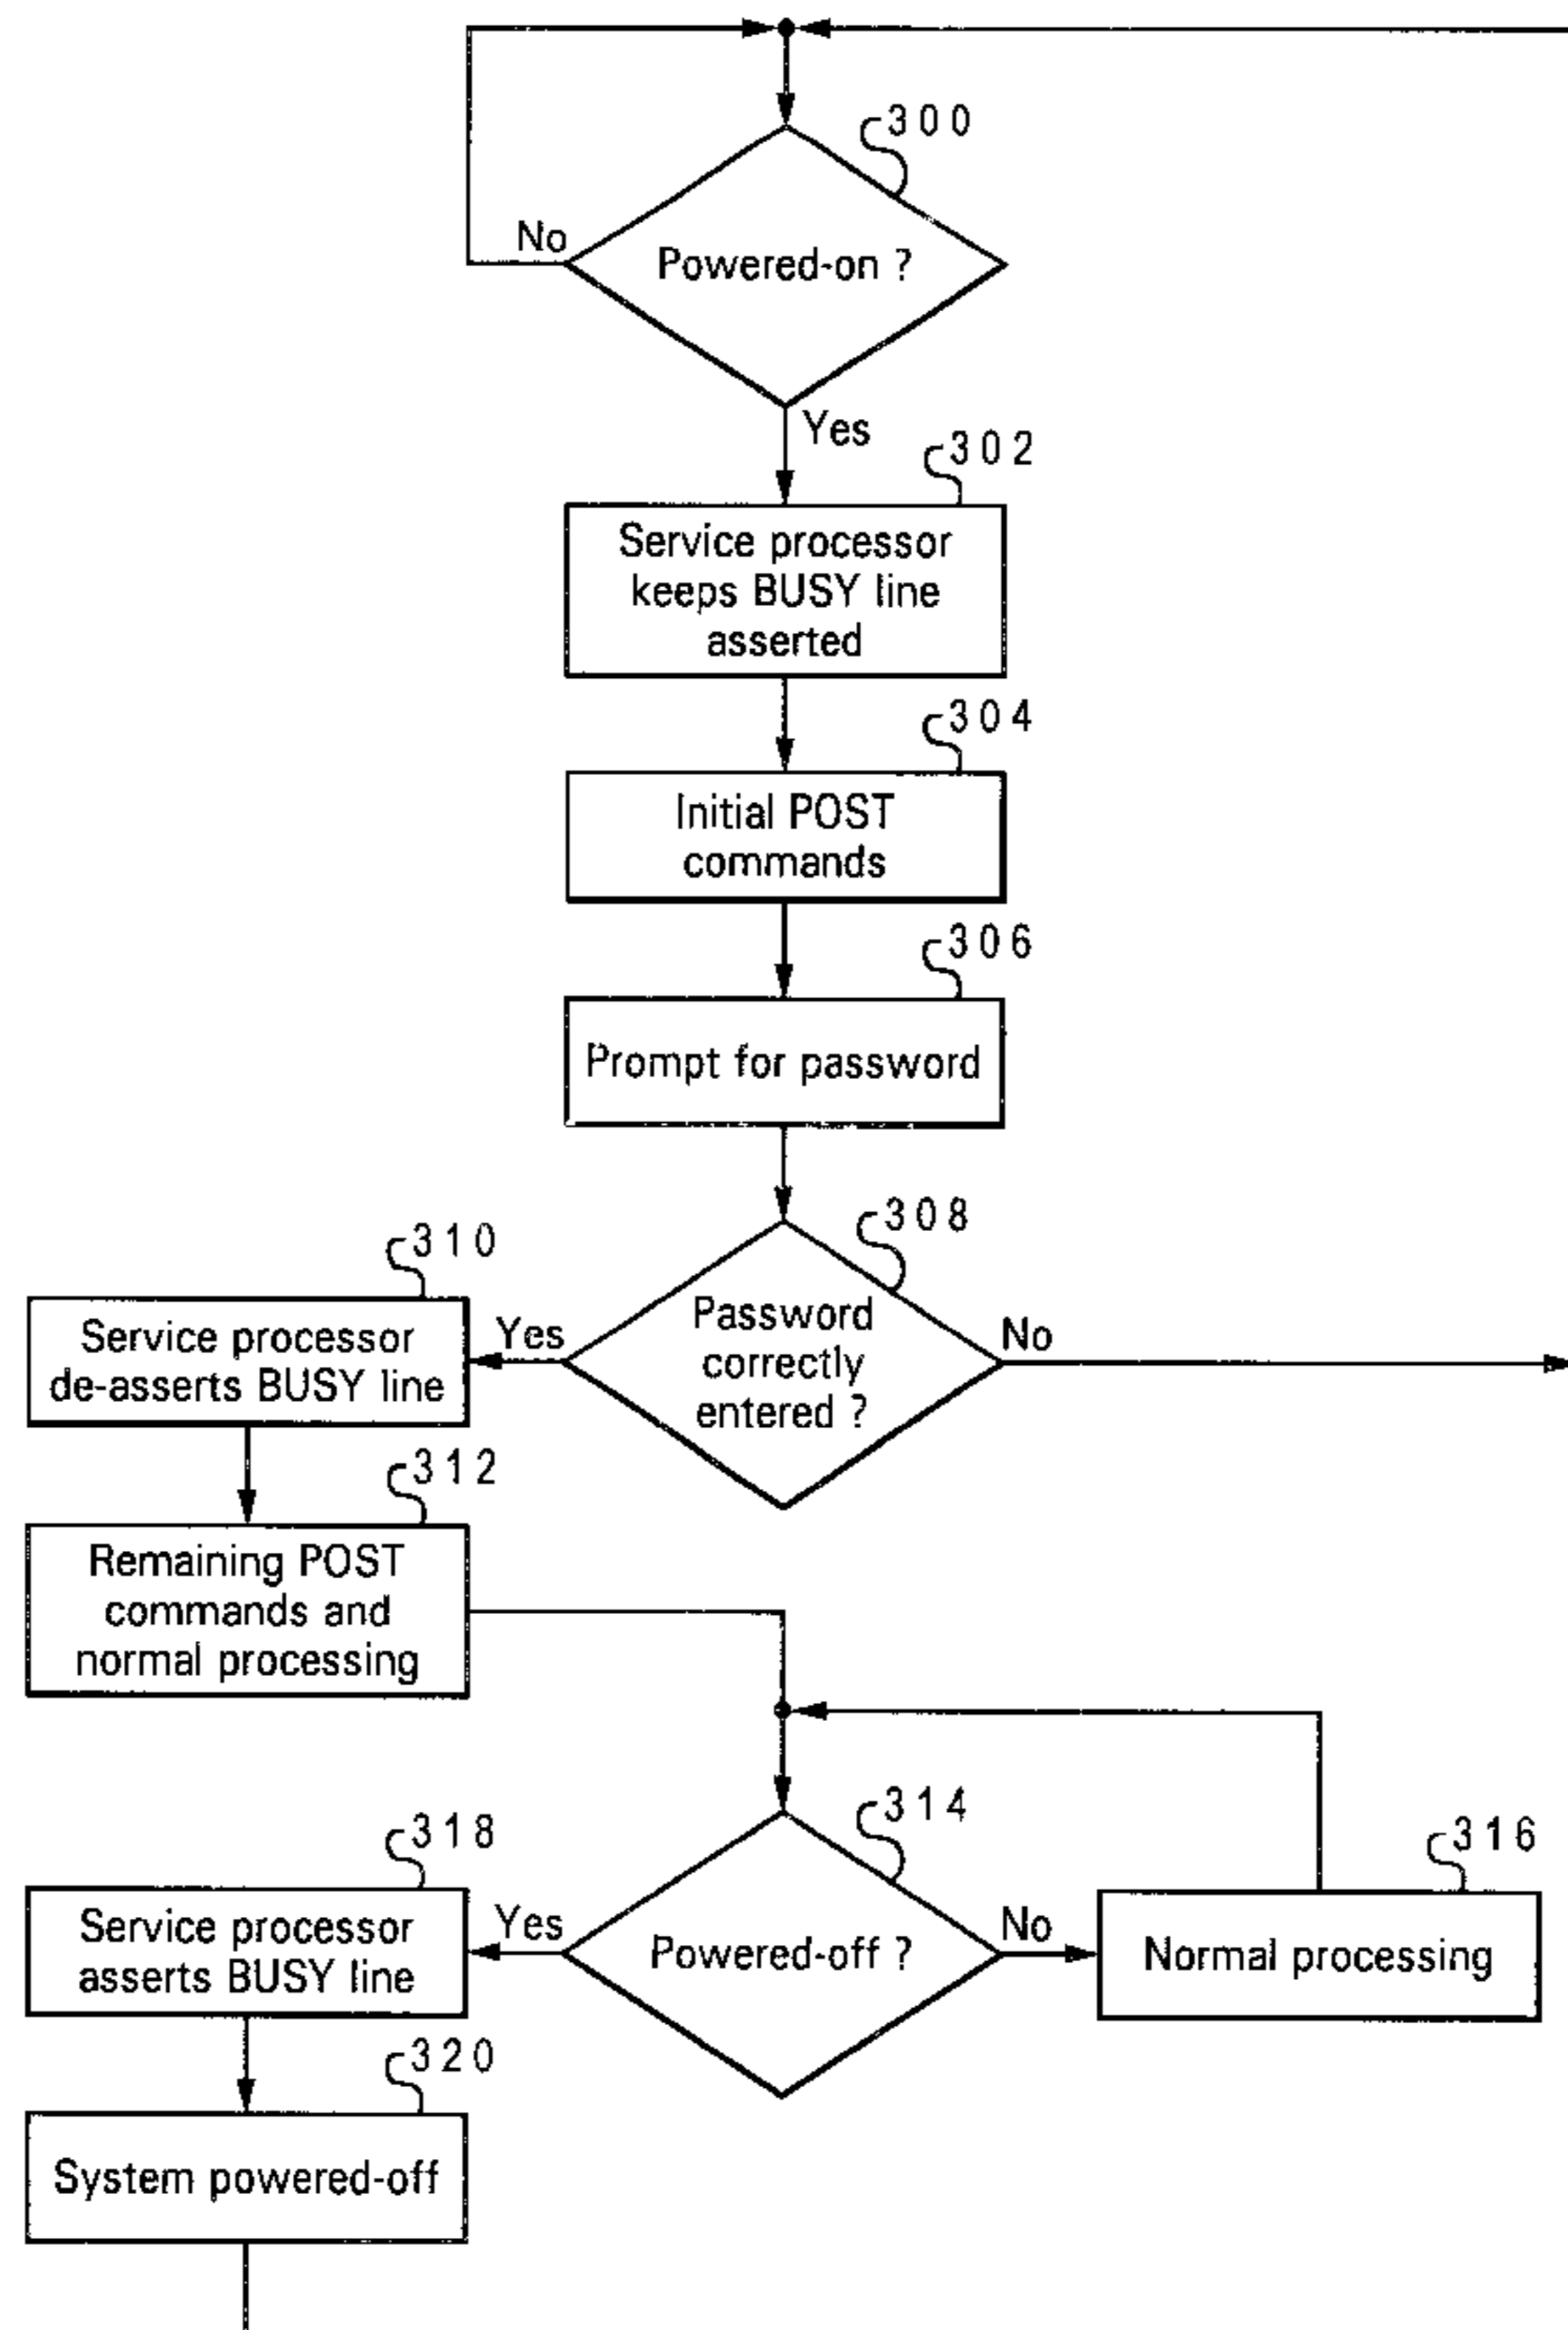 300
No
Powered-on ?
Yes
302
Service processor
keeps BUSY line
asserted
304
Initial POST
commands
306
Prompt for password
308
Password
correctly
entered ?
Yes
No
310
Service processor
de-asserts BUSY line
312
Remaining POST
commands and
normal processing
314
Powered-off ?
Yes
No
316
Normal processing
318
Service processor
asserts BUSY line
320
System powered-off